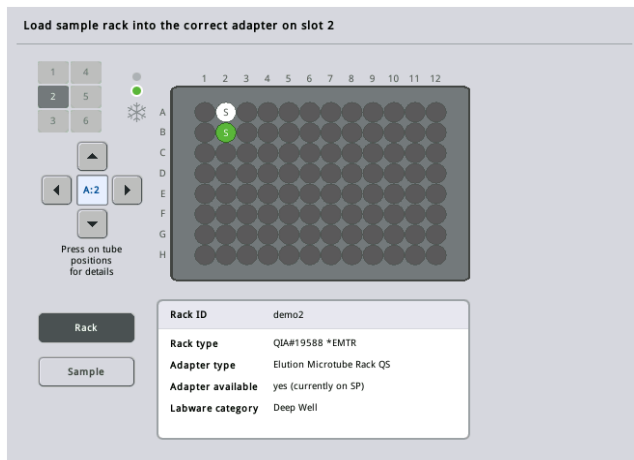 Load sample rack into the correct adapter on slot 2
1 4
2 5
3 6
1 2 3 4 5 6 7 8 9 10 11 12
A S
B S
C
D
E
F
G
H
A:2
Press on tube
positions
for details
Rack
Sample
Rack ID demo2
Rack type QIA#19588 *EMTR
Adapter type Elution Microtube Rack QS
Adapter available yes (currently on SP)
Labware category Deep Well